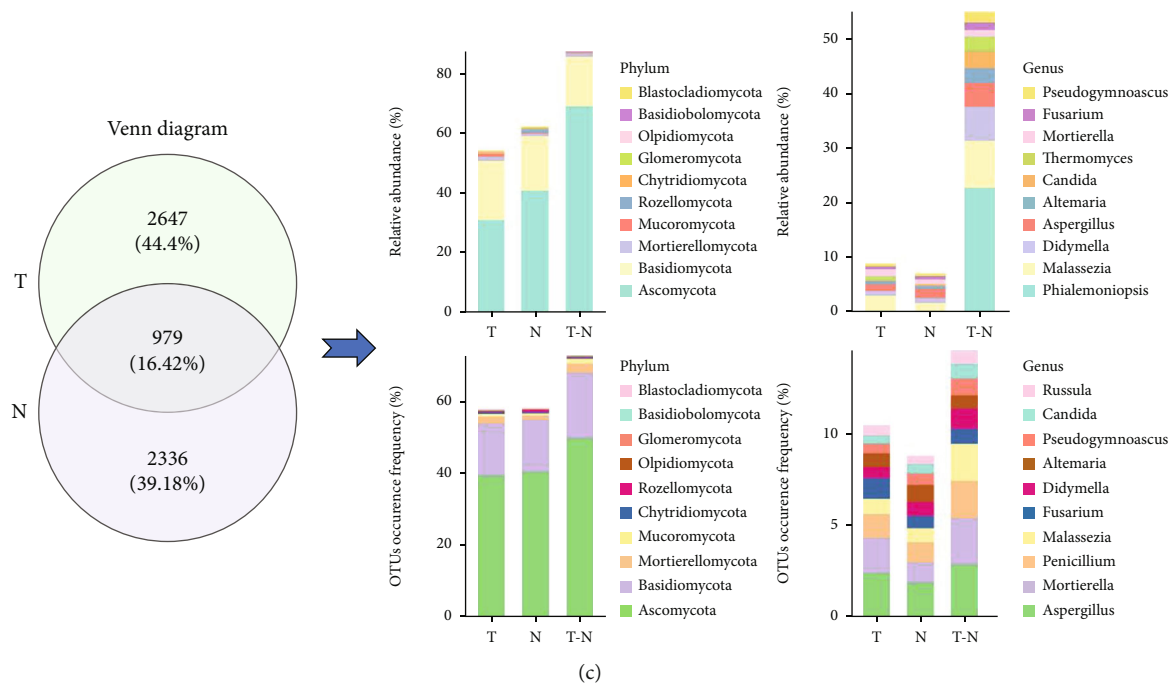 Venn diagram
T
2647
(44.4%)
979
(16.42%)
N
2336
(39.18%)
Relative abundance (%)
80
60
40
20
0
T
N
T-N
Phylum
Blastocladiomycota
Basidiobolomycota
Olpidiomycota
Glomeromycota
Chytridiomycota
Rozellomycota
Mucoromycota
Mortierellomycota
Basidiomycota
Ascomycota
Relative abundance (%)
50
40
30
20
10
0
T
N
T-N
Genus
Pseudogymnoascus
Fusarium
Mortierella
Thermomyces
Candida
Altemaria
Aspergillus
Didymella
Malassezia
Phialemoniopsis
OTUs occurence frequency (%)
60
40
20
0
T
N
T-N
Phylum
Blastocladiomycota
Basidiobolomycota
Glomeromycota
Olpidiomycota
Rozellomycota
Chytridiomycota
Mucoromycota
Mortierellomycota
Basidiomycota
Ascomycota
OTUs occurence frequency (%)
10
5
0
T
N
T-N
Genus
Russula
Candida
Pseudogymnoascus
Altemaria
Didymella
Fusarium
Malassezia
Penicillium
Mortierella
Aspergillus
(c)